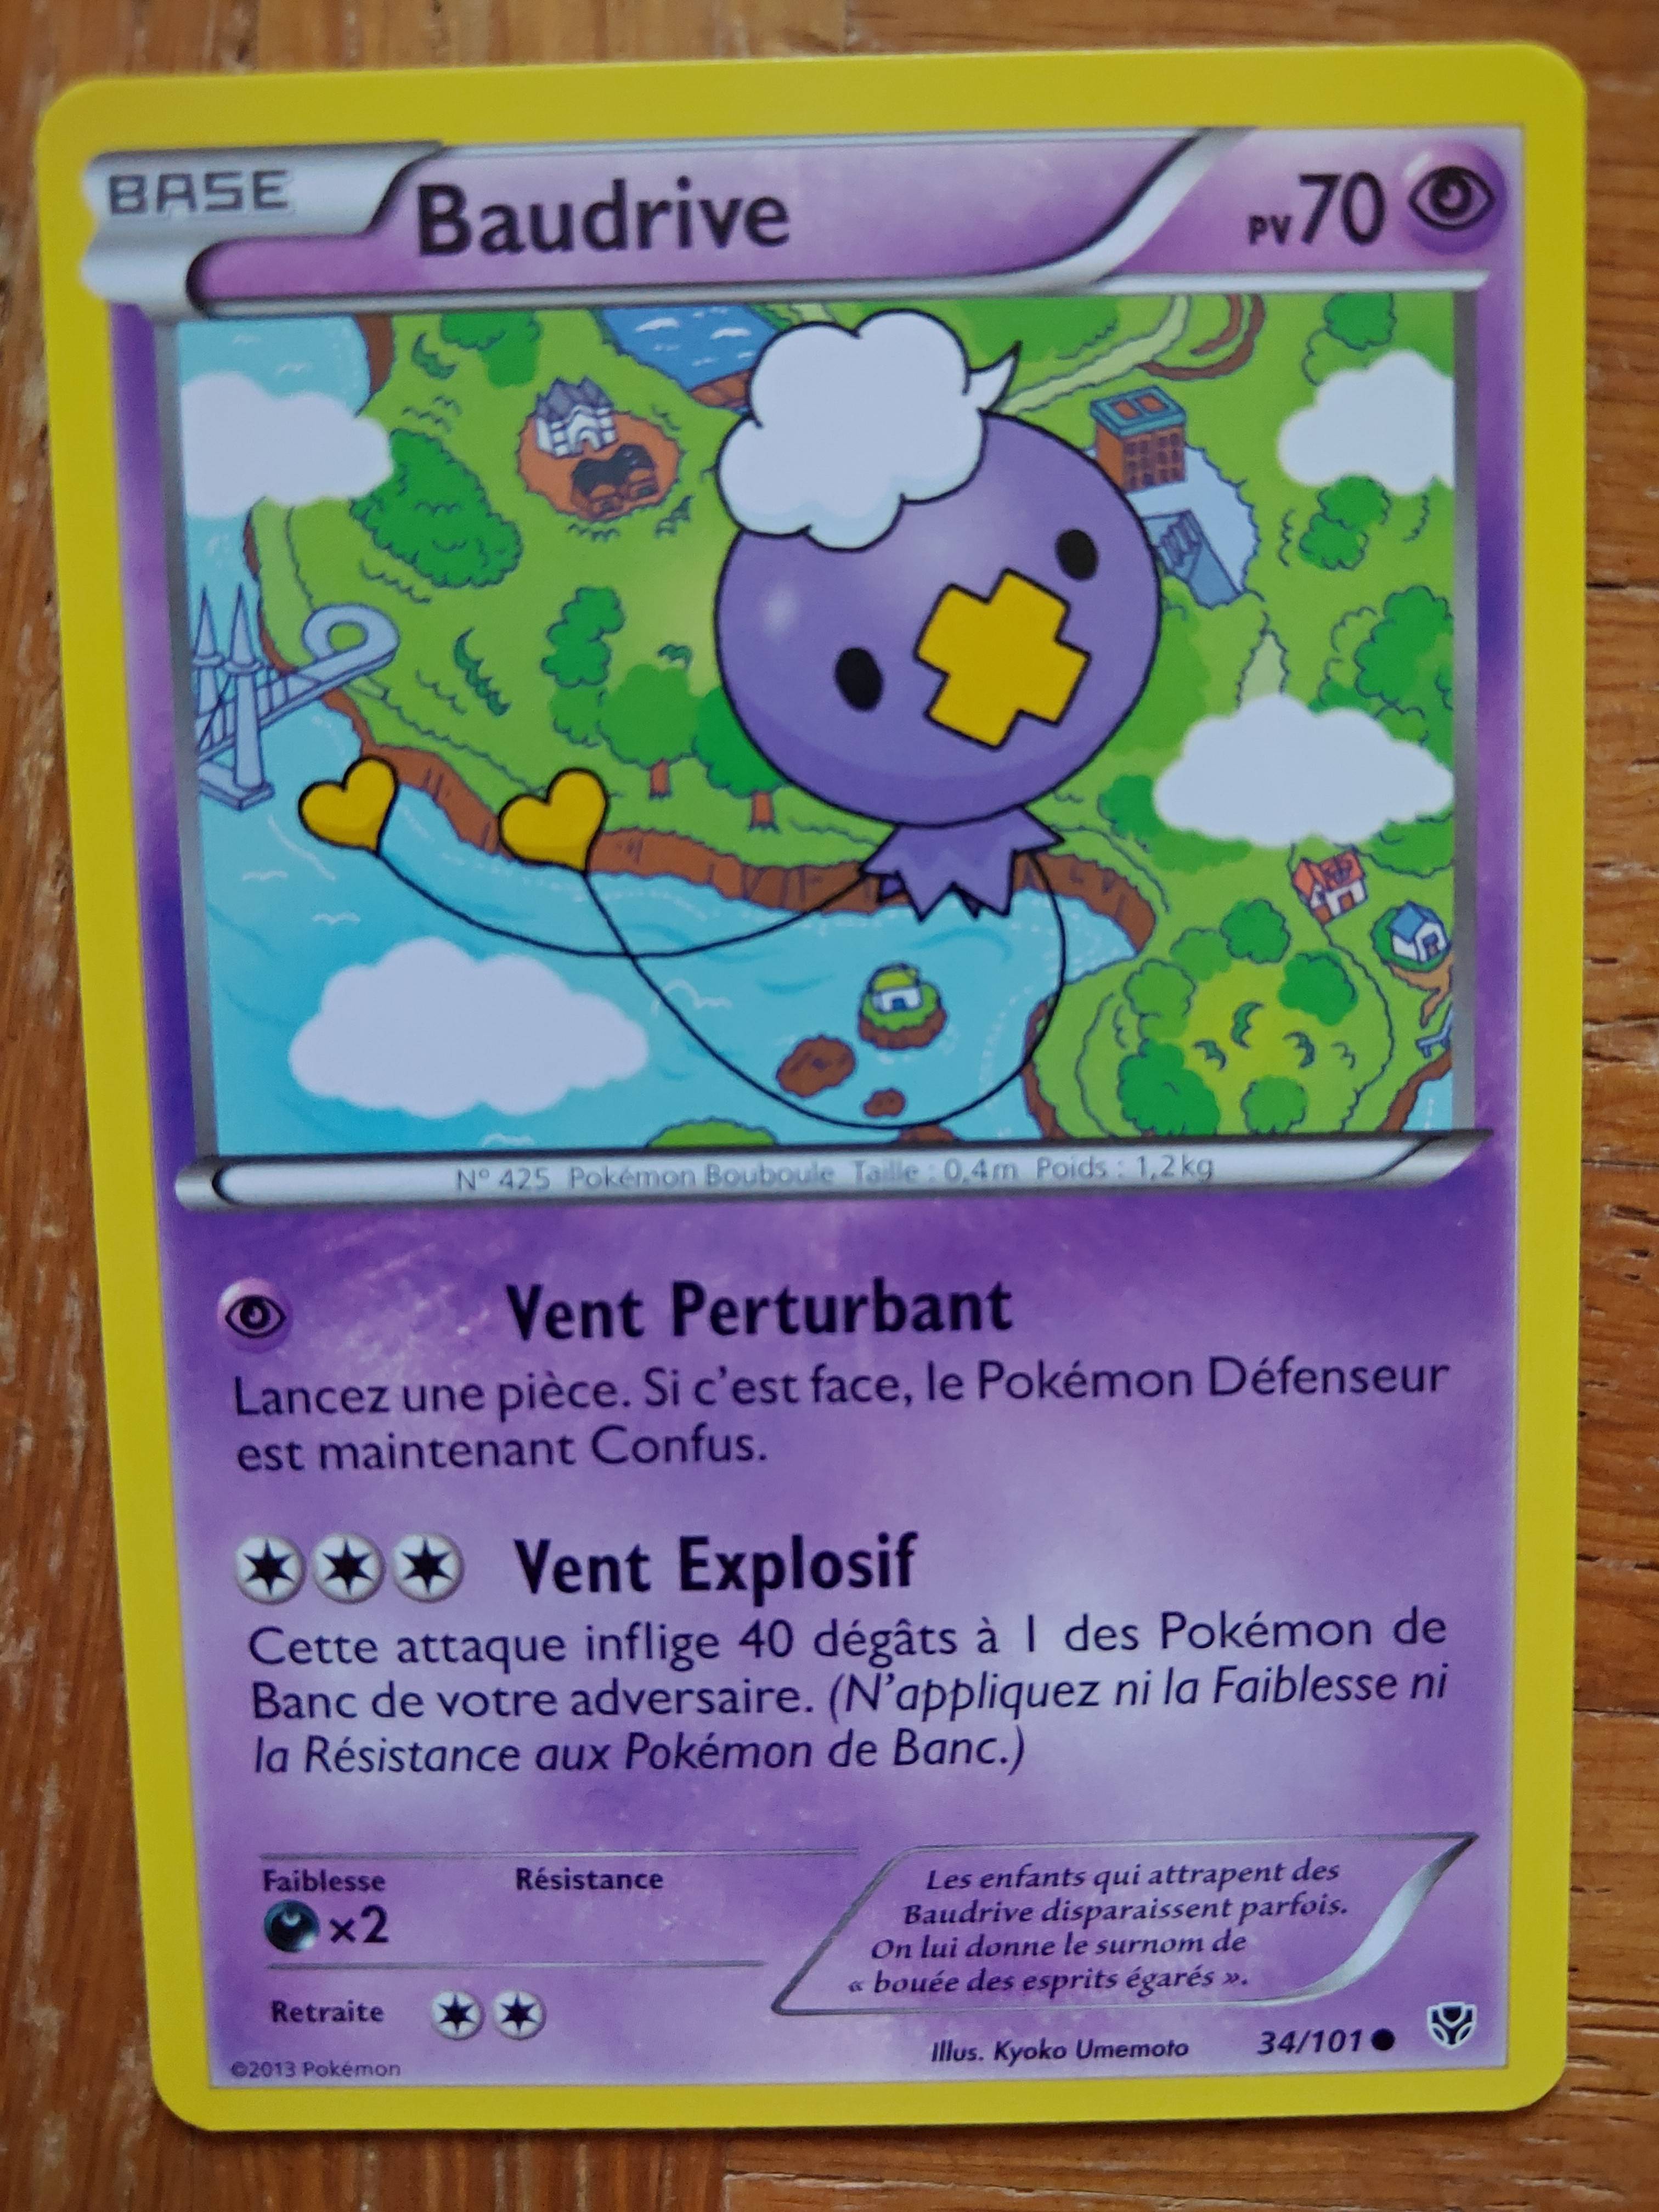 BASE
Baudrive
PV70
N° 425 Pokémon Bouboule Taille : 0,4m Poids : 1,2kg
Vent Perturbant
Lancez une pièce. Si c'est face, le Pokémon Défenseur
est maintenant Confus.
Vent Explosif
Cette attaque inflige 40 dégâts à 1 des Pokémon de
Banc de votre adversaire. (N'appliquez ni la Faiblesse ni
la Résistance aux Pokémon de Banc.)
Faiblesse Résistance
×2
Retraite
Les enfants qui attrapent des
Baudrive disparaissent parfois.
On lui donne le surnom de
« bouée des esprits égarés ».
Illus. Kyoko Umemoto 34/101
©2013 Pokémon